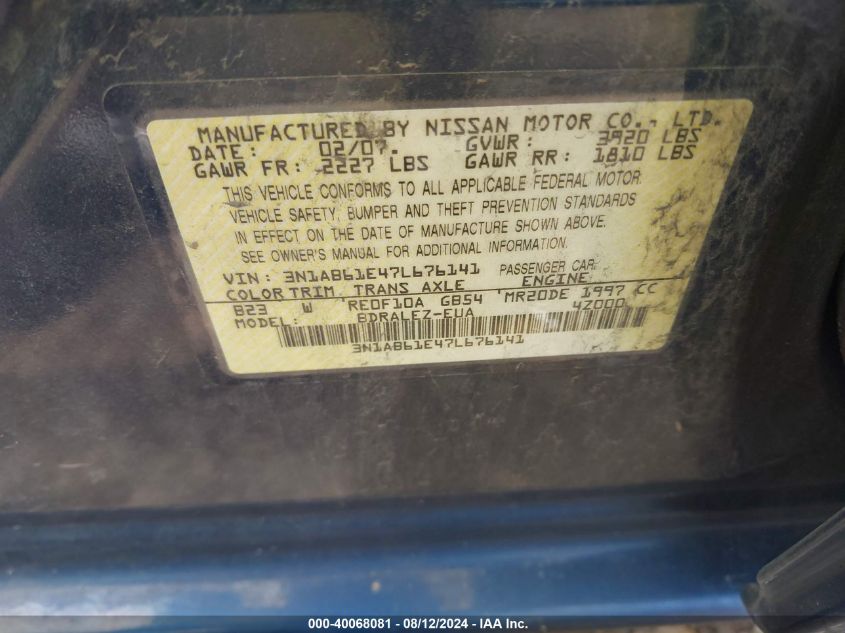 MANUFACTURED BY NISSAN MOTOR CO., LTD.
DATE: 02/07. GVWR: 3920 LBS
GAWR FR: 2227 LBS GAWR RR: 1810 LBS
THIS VEHICLE CONFORMS TO ALL APPLICABLE FEDERAL MOTOR
VEHICLE SAFETY, BUMPER AND THEFT PREVENTION STANDARDS
IN EFFECT ON THE DATE OF MANUFACTURE SHOWN ABOVE.
SEE OWNER'S MANUAL FOR ADDITIONAL INFORMATION.
VIN: 3N1AB61E47L676141 PASSENGER CAR
COLOR TRIM TRANS AXLE ENGINE
B23 W RE0F10A GB54 MR20DE 1997 CC
MODEL: BDRALEZ-EUA 4Z000
3N1AB61E47L676141
000-40068081 - 08/12/2024 - IAA Inc.